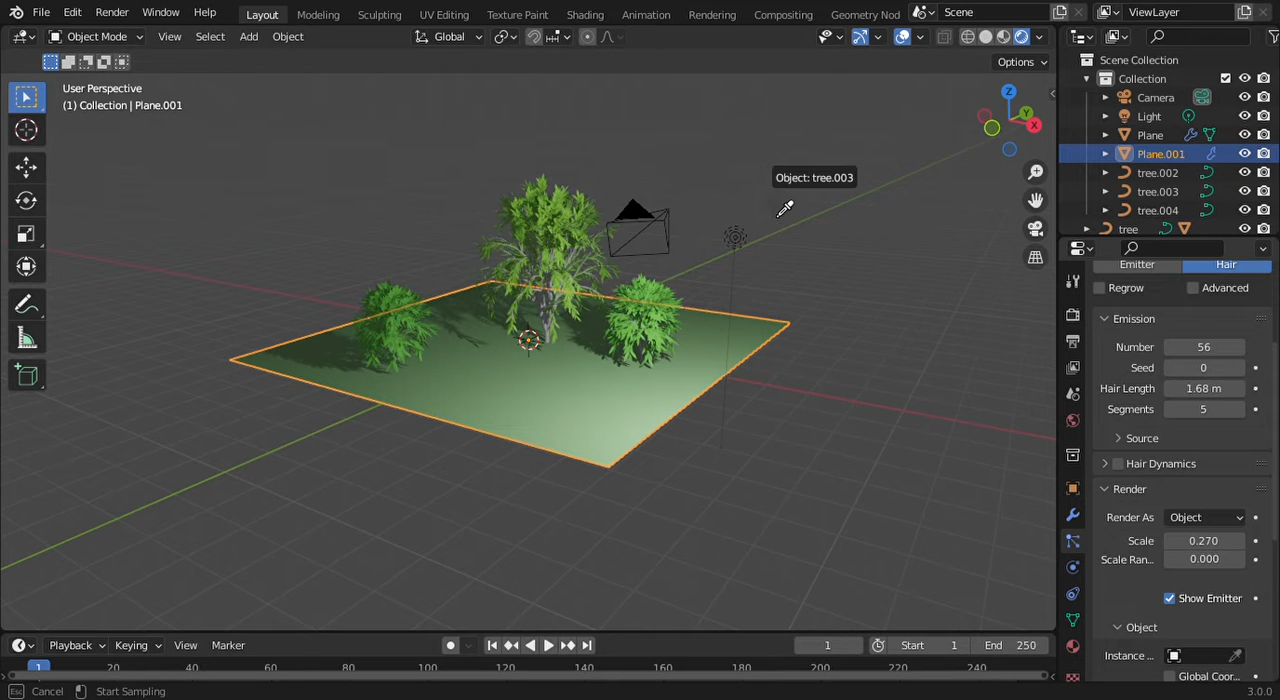 File Edit Render Window Help Layout Modeling Sculpting UV Editing Texture Paint Shading Animation Rendering Compositing Geometry Nod Scene ViewLayer
Object Mode View Select Add Object Global
Options
User Perspective
(1) Collection | Plane.001
Z
Y
X
Object: tree.003
Scene Collection
Collection
Camera
Light
Plane
Plane.001
tree.002
tree.003
tree.004
tree
Emitter Hair
Regrow Advanced
Emission
Number 56
Seed 0
Hair Length 1.68 m
Segments 5
Source
Hair Dynamics
Render
Render As Object
Scale 0.270
Scale Ran... 0.000
Show Emitter
Object
Instance ...
Global Coor...
Playback Keying View Marker 1 Start 1 End 250
1 20 40 60 80 100 120 140 160 180 200 220 240
Esc Cancel Start Sampling 3.0.0